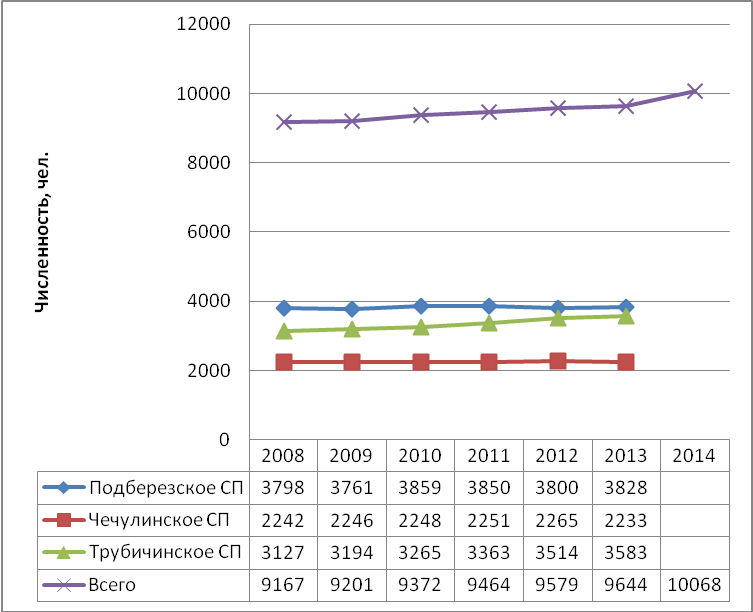 12000
10000
8000
6000
4000
2000
0
Численность, чел.
2008 2009 2010 2011 2012 2013 2014
Подберезское СП 3798 3761 3859 3850 3800 3828
Чечулинское СП 2242 2246 2248 2251 2265 2233
Трубичинское СП 3127 3194 3265 3363 3514 3583
Всего 9167 9201 9372 9464 9579 9644 10068